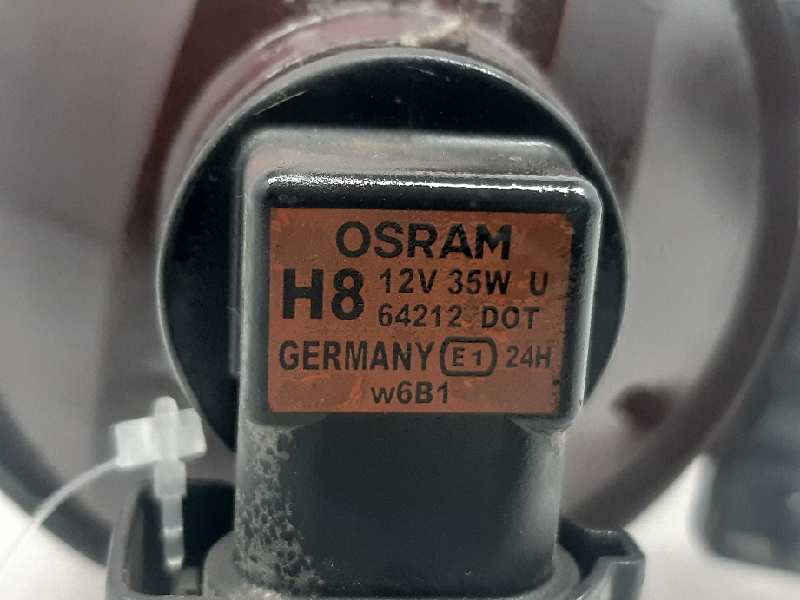 OSRAM
H8 12V 35W U
64212 DOT
GERMANY E1 24H
w6B1